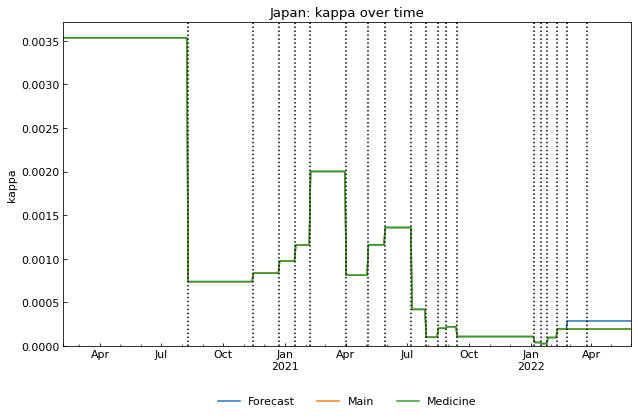 Japan: kappa over time
kappa
0.0035
0.0030
0.0025
0.0020
0.0015
0.0010
0.0005
0.0000
Apr Jul Oct Jan Apr Jul Oct Jan Apr
2021 2022
Forecast Main Medicine